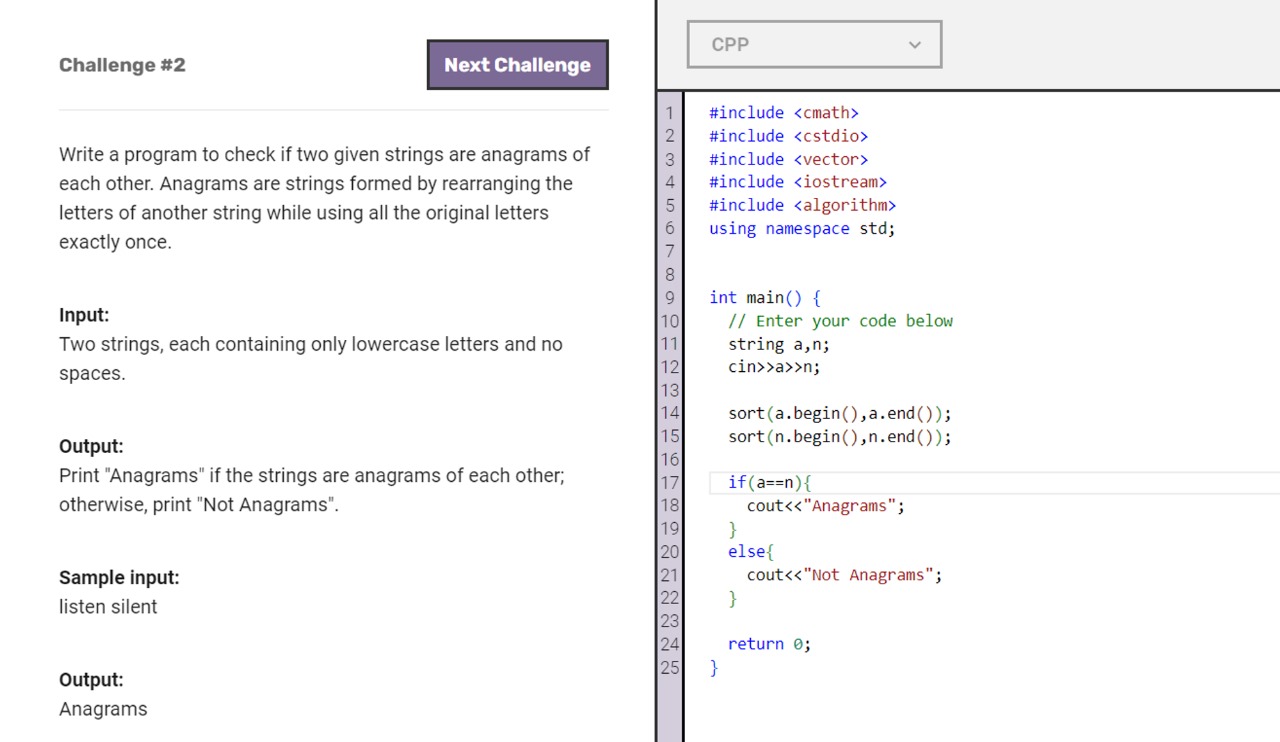 Challenge #2
Next Challenge
Write a program to check if two given strings are anagrams of
each other. Anagrams are strings formed by rearranging the
letters of another string while using all the original letters
exactly once.
Input:
Two strings, each containing only lowercase letters and no
spaces.
Output:
Print "Anagrams" if the strings are anagrams of each other;
otherwise, print "Not Anagrams".
Sample input:
listen silent
Output:
Anagrams
CPP
1 #include <cmath>
2 #include <cstdio>
3 #include <vector>
4 #include <iostream>
5 #include <algorithm>
6 using namespace std;
7
8
9 int main() {
10 // Enter your code below
11 string a,n;
12 cin>>a>>n;
13
14 sort(a.begin(),a.end());
15 sort(n.begin(),n.end());
16
17 if(a==n){
18 cout<<"Anagrams";
19 }
20 else{
21 cout<<"Not Anagrams";
22 }
23
24 return 0;
25 }